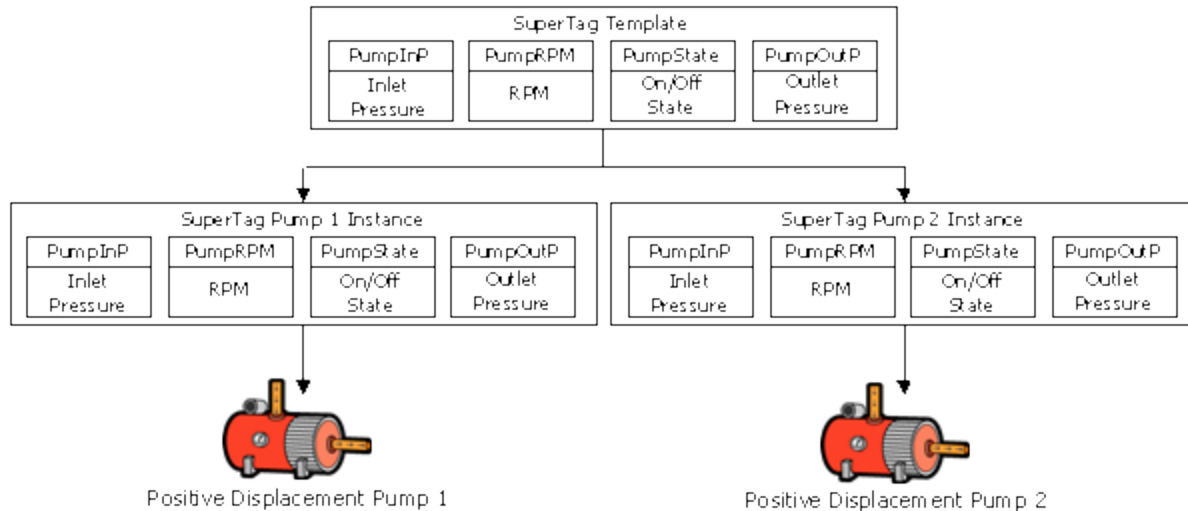 SuperTag Template
PumpInP PumpRPM PumpState PumpOutP
Inlet Pressure
RPM
On/Off State
Outlet Pressure
SuperTag Pump 1 Instance
PumpInP PumpRPM PumpState PumpOutP
Inlet Pressure
RPM
On/Off State
Outlet Pressure
SuperTag Pump 2 Instance
PumpInP PumpRPM PumpState PumpOutP
Inlet Pressure
RPM
On/Off State
Outlet Pressure
Positive Displacement Pump 1
Positive Displacement Pump 2